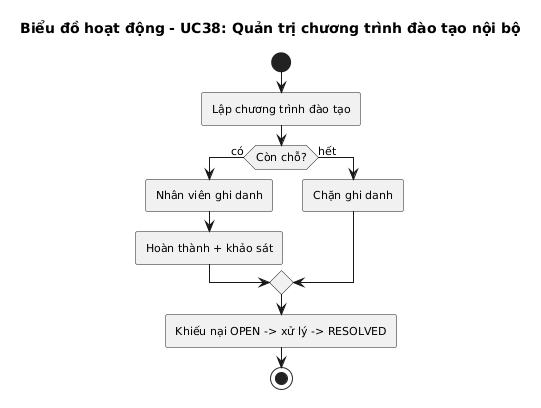 Biểu đồ hoạt động - UC38: Quản trị chương trình đào tạo nội bộ
Lập chương trình đào tạo
có
Còn chỗ?
hết
Nhân viên ghi danh
Chặn ghi danh
Hoàn thành + khảo sát
Khiếu nại OPEN -> xử lý -> RESOLVED